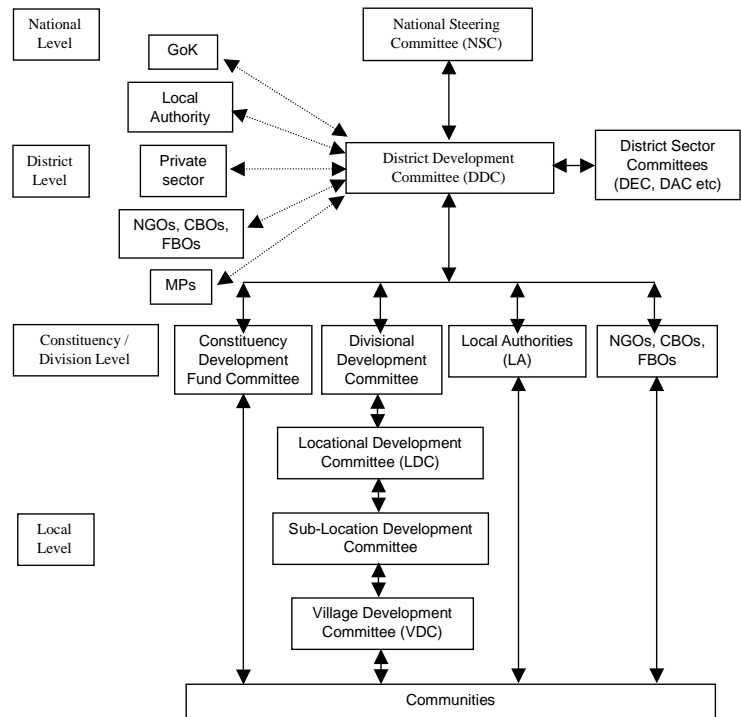 National
Level
National Steering
Committee (NSC)
GoK
Local
Authority
District
Level
Private
sector
District Development
Committee (DDC)
District Sector
Committees
(DEC, DAC etc)
NGOs, CBOs,
FBOs
MPs
Constituency /
Division Level
Constituency
Development
Fund Committee
Divisional
Development
Committee
Local Authorities
(LA)
NGOs, CBOs,
FBOs
Locational Development
Committee (LDC)
Local
Level
Sub-Location Development
Committee
Village Development
Committee (VDC)
Communities